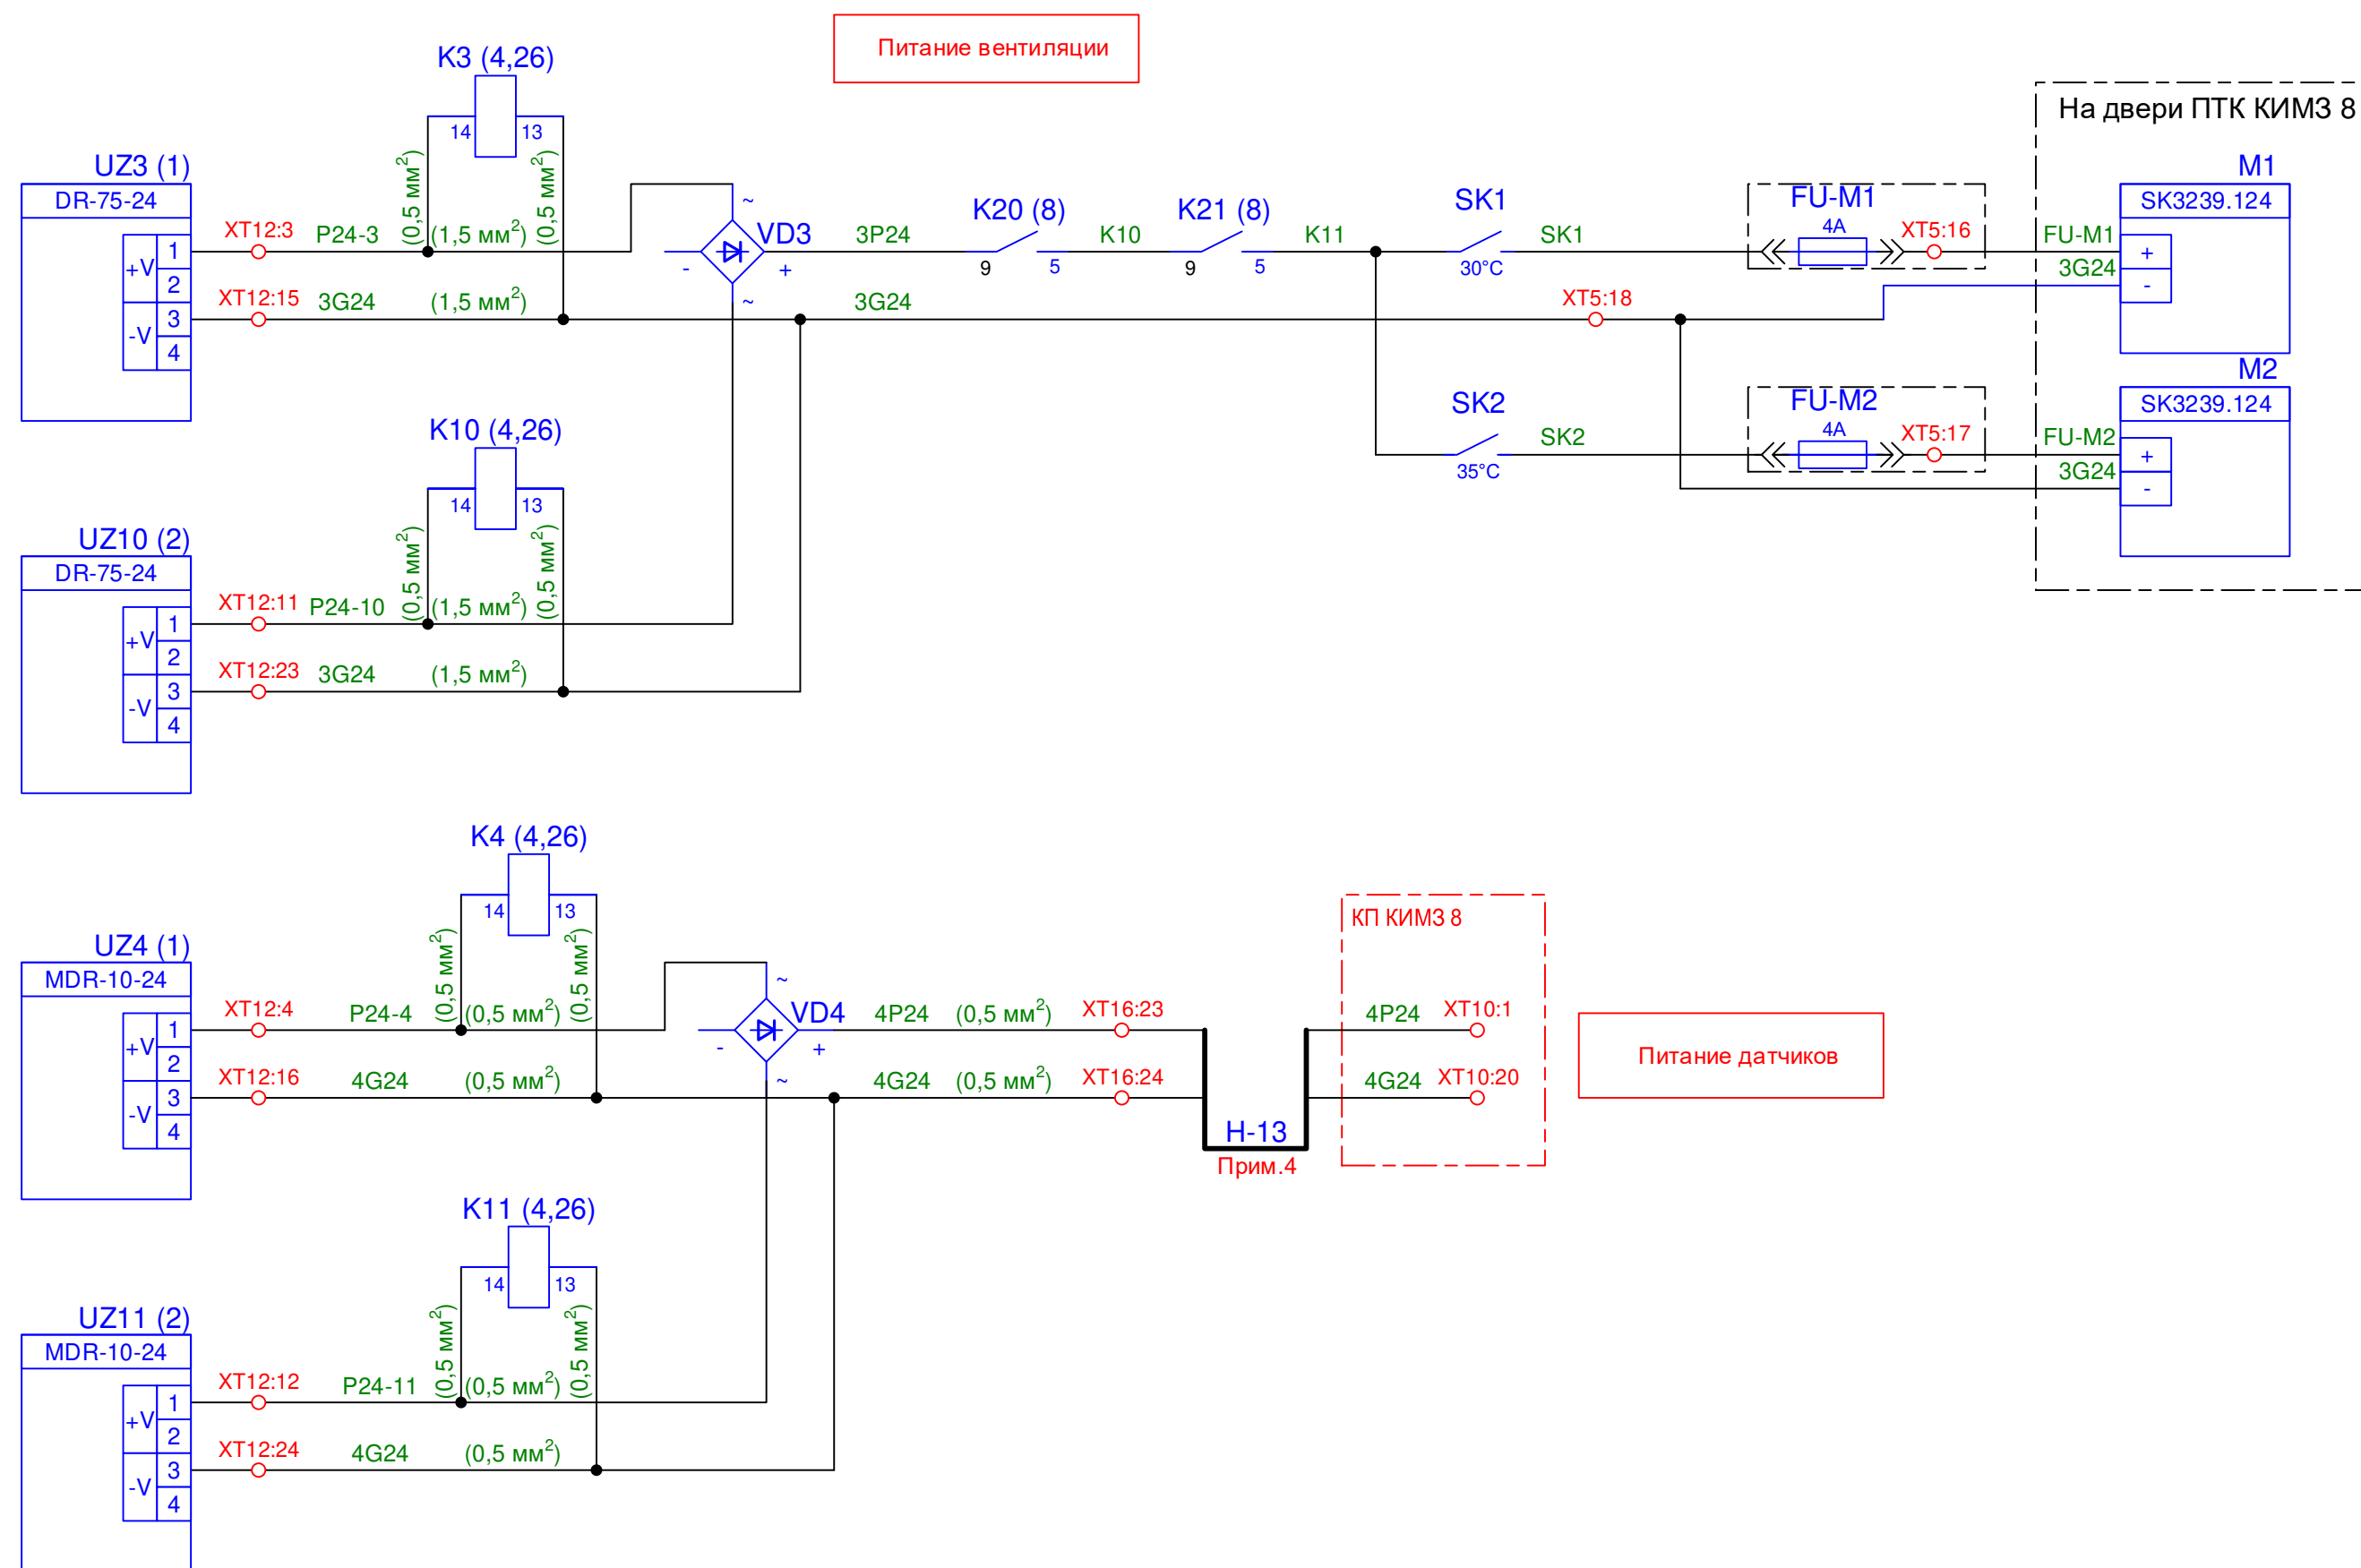 Питание вентиляции
K3 (4,26)
14 13
(0,5 мм²) (0,5 мм²)
На двери ПТК КИМЗ 8
UZ3 (1)
DR-75-24
+V 1
2
-V 3
4
XT12:3 P24-3 (1,5 мм²)
XT12:15 3G24 (1,5 мм²)
~
VD3
- +
~
3P24
3G24
K20 (8)
9 5
K10
K21 (8)
9 5
K11
SK1
30°C
SK1
FU-M1
4A
XT5:16
FU-M1
3G24
XT5:18
M1
SK3239.124
+
-
SK2
35°C
SK2
FU-M2
4A
XT5:17
FU-M2
3G24
M2
SK3239.124
+
-
K10 (4,26)
14 13
(0,5 мм²) (0,5 мм²)
UZ10 (2)
DR-75-24
+V 1
2
-V 3
4
XT12:11 P24-10 (1,5 мм²)
XT12:23 3G24 (1,5 мм²)
K4 (4,26)
14 13
(0,5 мм²) (0,5 мм²)
UZ4 (1)
MDR-10-24
+V 1
2
-V 3
4
XT12:4 P24-4 (0,5 мм²)
XT12:16 4G24 (0,5 мм²)
~
VD4
- +
~
4P24 (0,5 мм²) XT16:23
4G24 (0,5 мм²) XT16:24
H-13
Прим.4
КП КИМЗ 8
4P24 XT10:1
4G24 XT10:20
Питание датчиков
K11 (4,26)
14 13
(0,5 мм²) (0,5 мм²)
UZ11 (2)
MDR-10-24
+V 1
2
-V 3
4
XT12:12 P24-11 (0,5 мм²)
XT12:24 4G24 (0,5 мм²)